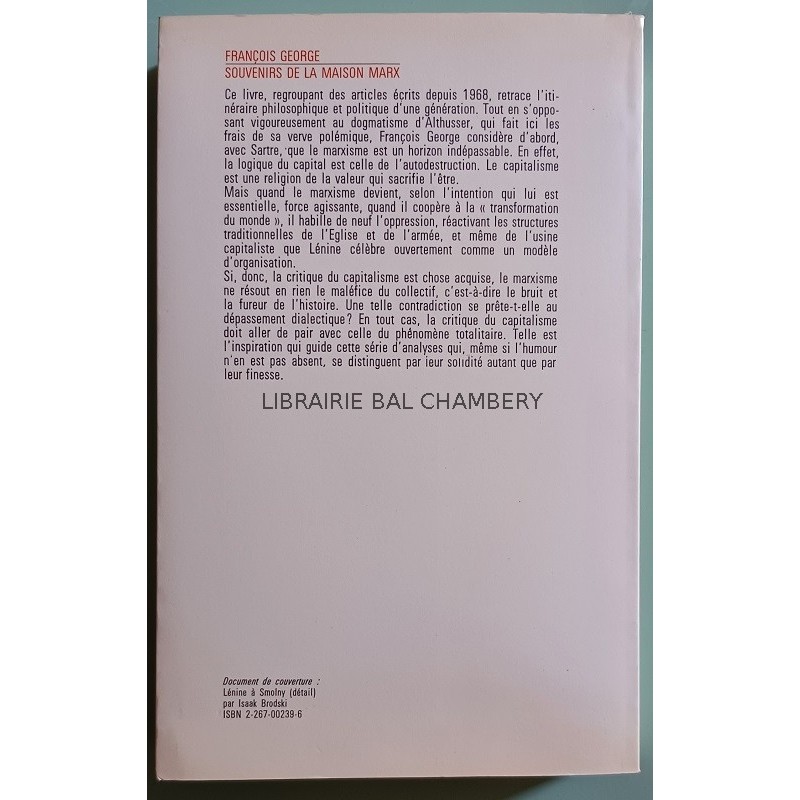 FRANÇOIS GEORGE
SOUVENIRS DE LA MAISON MARX
Ce livre, regroupant des articles écrits depuis 1968, retrace l'iti-
néraire philosophique et politique d'une génération. Tout en s'oppo-
sant vigoureusement au dogmatisme d'Althusser, qui fait ici les
frais de sa verve polémique, François George considère d'abord,
avec Sartre, que le marxisme est un horizon indépassable. En effet,
la logique du capital est celle de l'autodestruction. Le capitalisme
est une religion de la valeur qui sacrifie l'être.
Mais quand le marxisme devient, selon l'intention qui lui est
essentielle, force agissante, quand il coopère à la « transformation
du monde », il habille de neuf l'oppression, réactivant les structures
traditionnelles de l'Eglise et de l'armée, et même de l'usine
capitaliste que Lénine célèbre ouvertement comme un modèle
d'organisation.
Si, donc, la critique du capitalisme est chose acquise, le marxisme
ne résout en rien le maléfice du collectif, c'est-à-dire le bruit et
la fureur de l'histoire. Une telle contradiction se prête-t-elle au
dépassement dialectique? En tout cas, la critique du capitalisme
doit aller de pair avec celle du phénomène totalitaire. Telle est
l'inspiration qui guide cette série d'analyses qui, même si l'humour
n'en est pas absent, se distinguent par leur solidité autant que par
leur finesse.
LIBRAIRIE BAL CHAMBERY
Document de couverture :
Lénine à Smolny (détail)
par Isaak Brodski
ISBN 2-267-00239-6